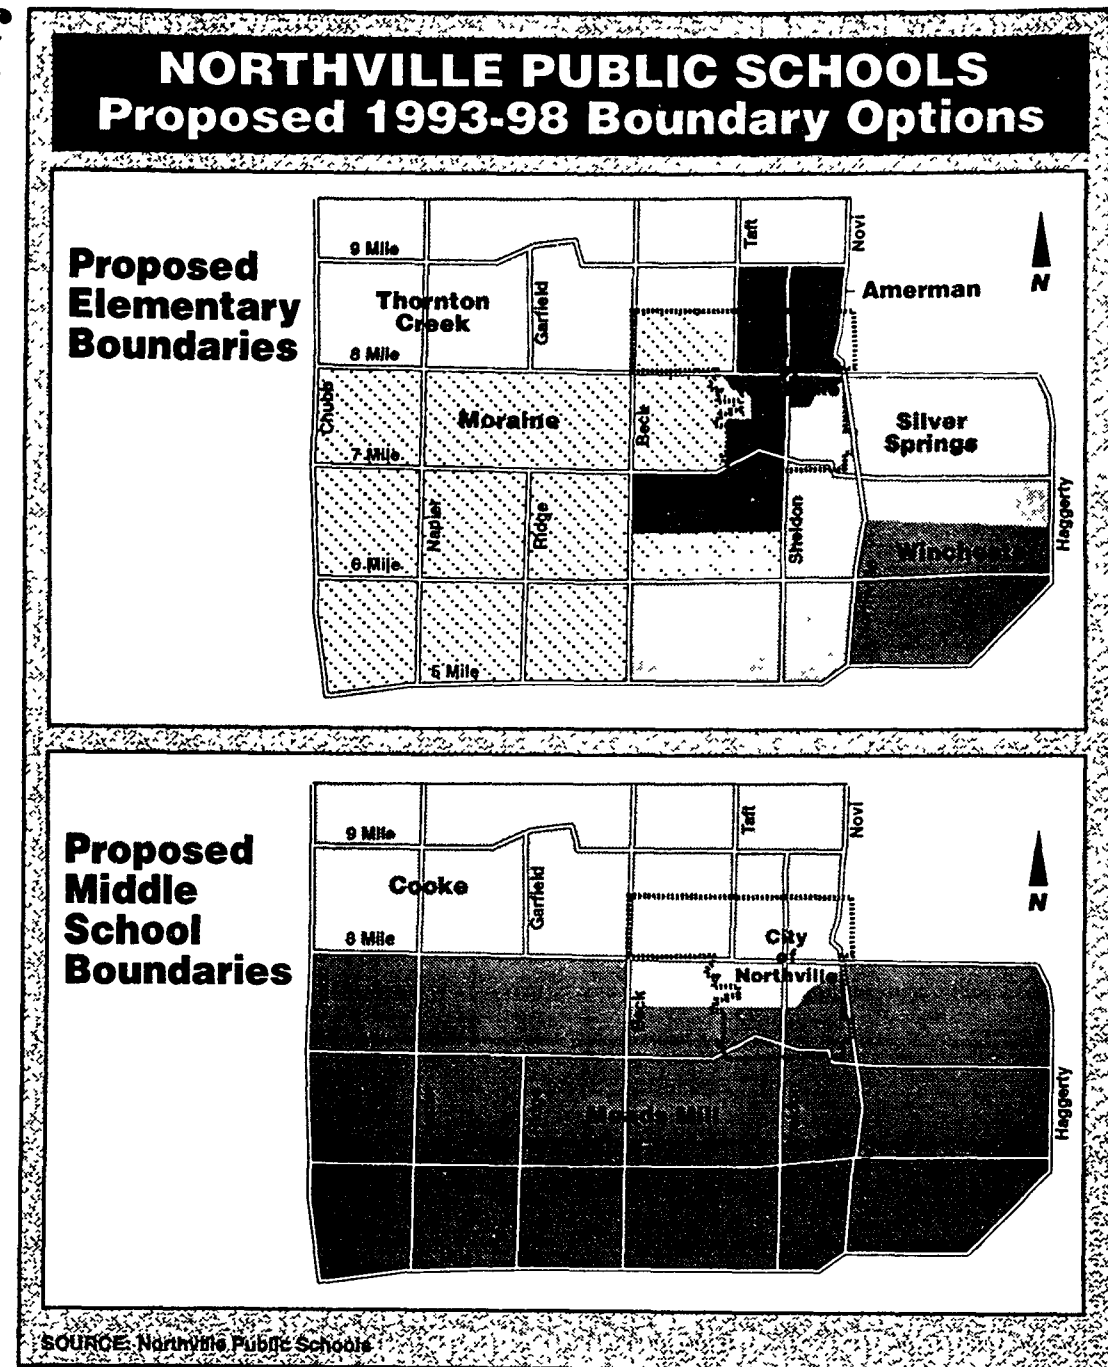 NORTHVILLE PUBLIC SCHOOLS
Proposed 1993-98 Boundary Options
Proposed
Elementary
Boundaries
Taft
Novi
9 Mile
N
Amerman
Thornton
Creek
Garfield
8 Mile
Chubb
Moraine
Beck
Silver
Springs
7 Mile
Napier
Ridge
Sheldon
Haggerty
6 Mile
5 Mile
Proposed
Middle
School
Boundaries
Taft
Novi
9 Mile
N
Cooke
Garfield
8 Mile
City
of
Northville
Beck
Meads Mill
Haggerty
SOURCE: Northville Public Schools